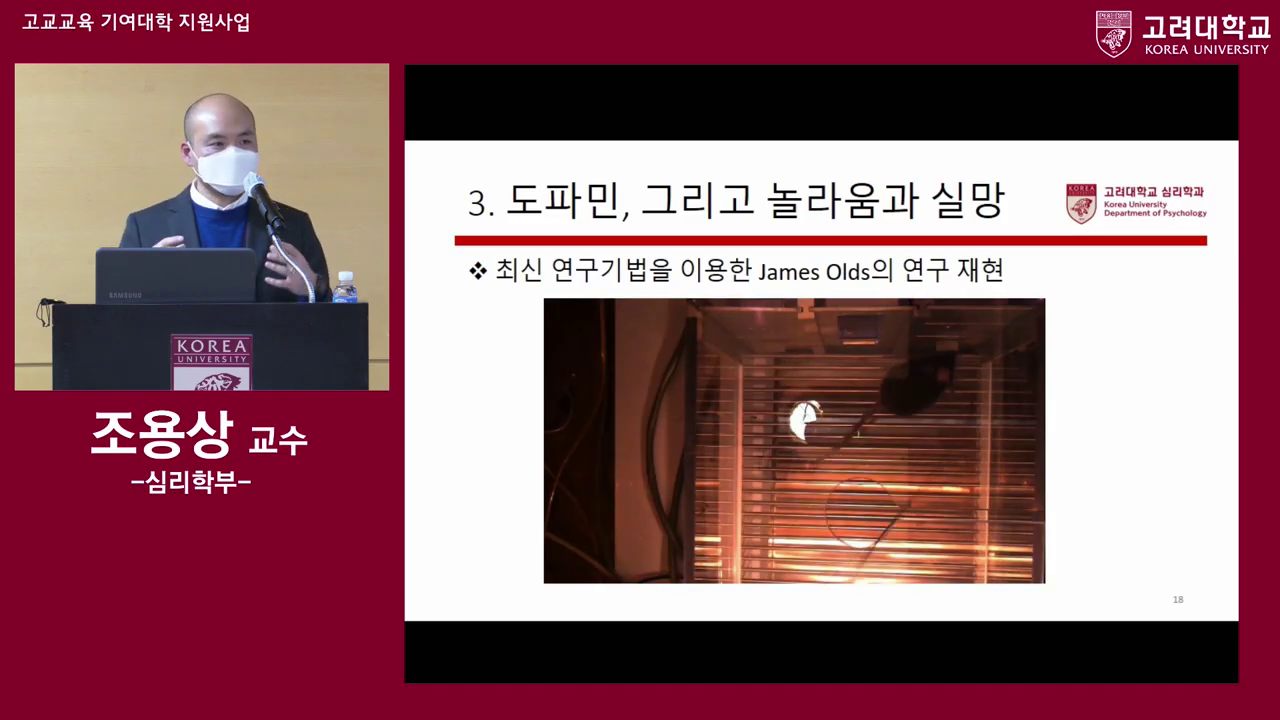 고교교육 기여대학 지원사업
고려대학교
KOREA UNIVERSITY
3. 도파민, 그리고 놀라움과 실망
KOREA
고려대학교 심리학과
Korea University
Department of Psychology
❖ 최신 연구기법을 이용한 James Olds의 연구 재현
SAMSUNG
KOREA
UNIVERSITY
조용상 교수
-심리학부-
18